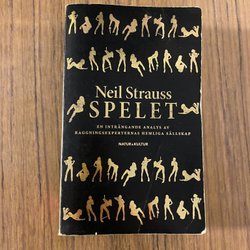 Neil Strauss
SPELET
EN INTRÄNGANDE ANALYS AV
RAGGNINGSEXPERTERNAS HEMLIGA SÄLLSKAP
NATUR & KULTUR